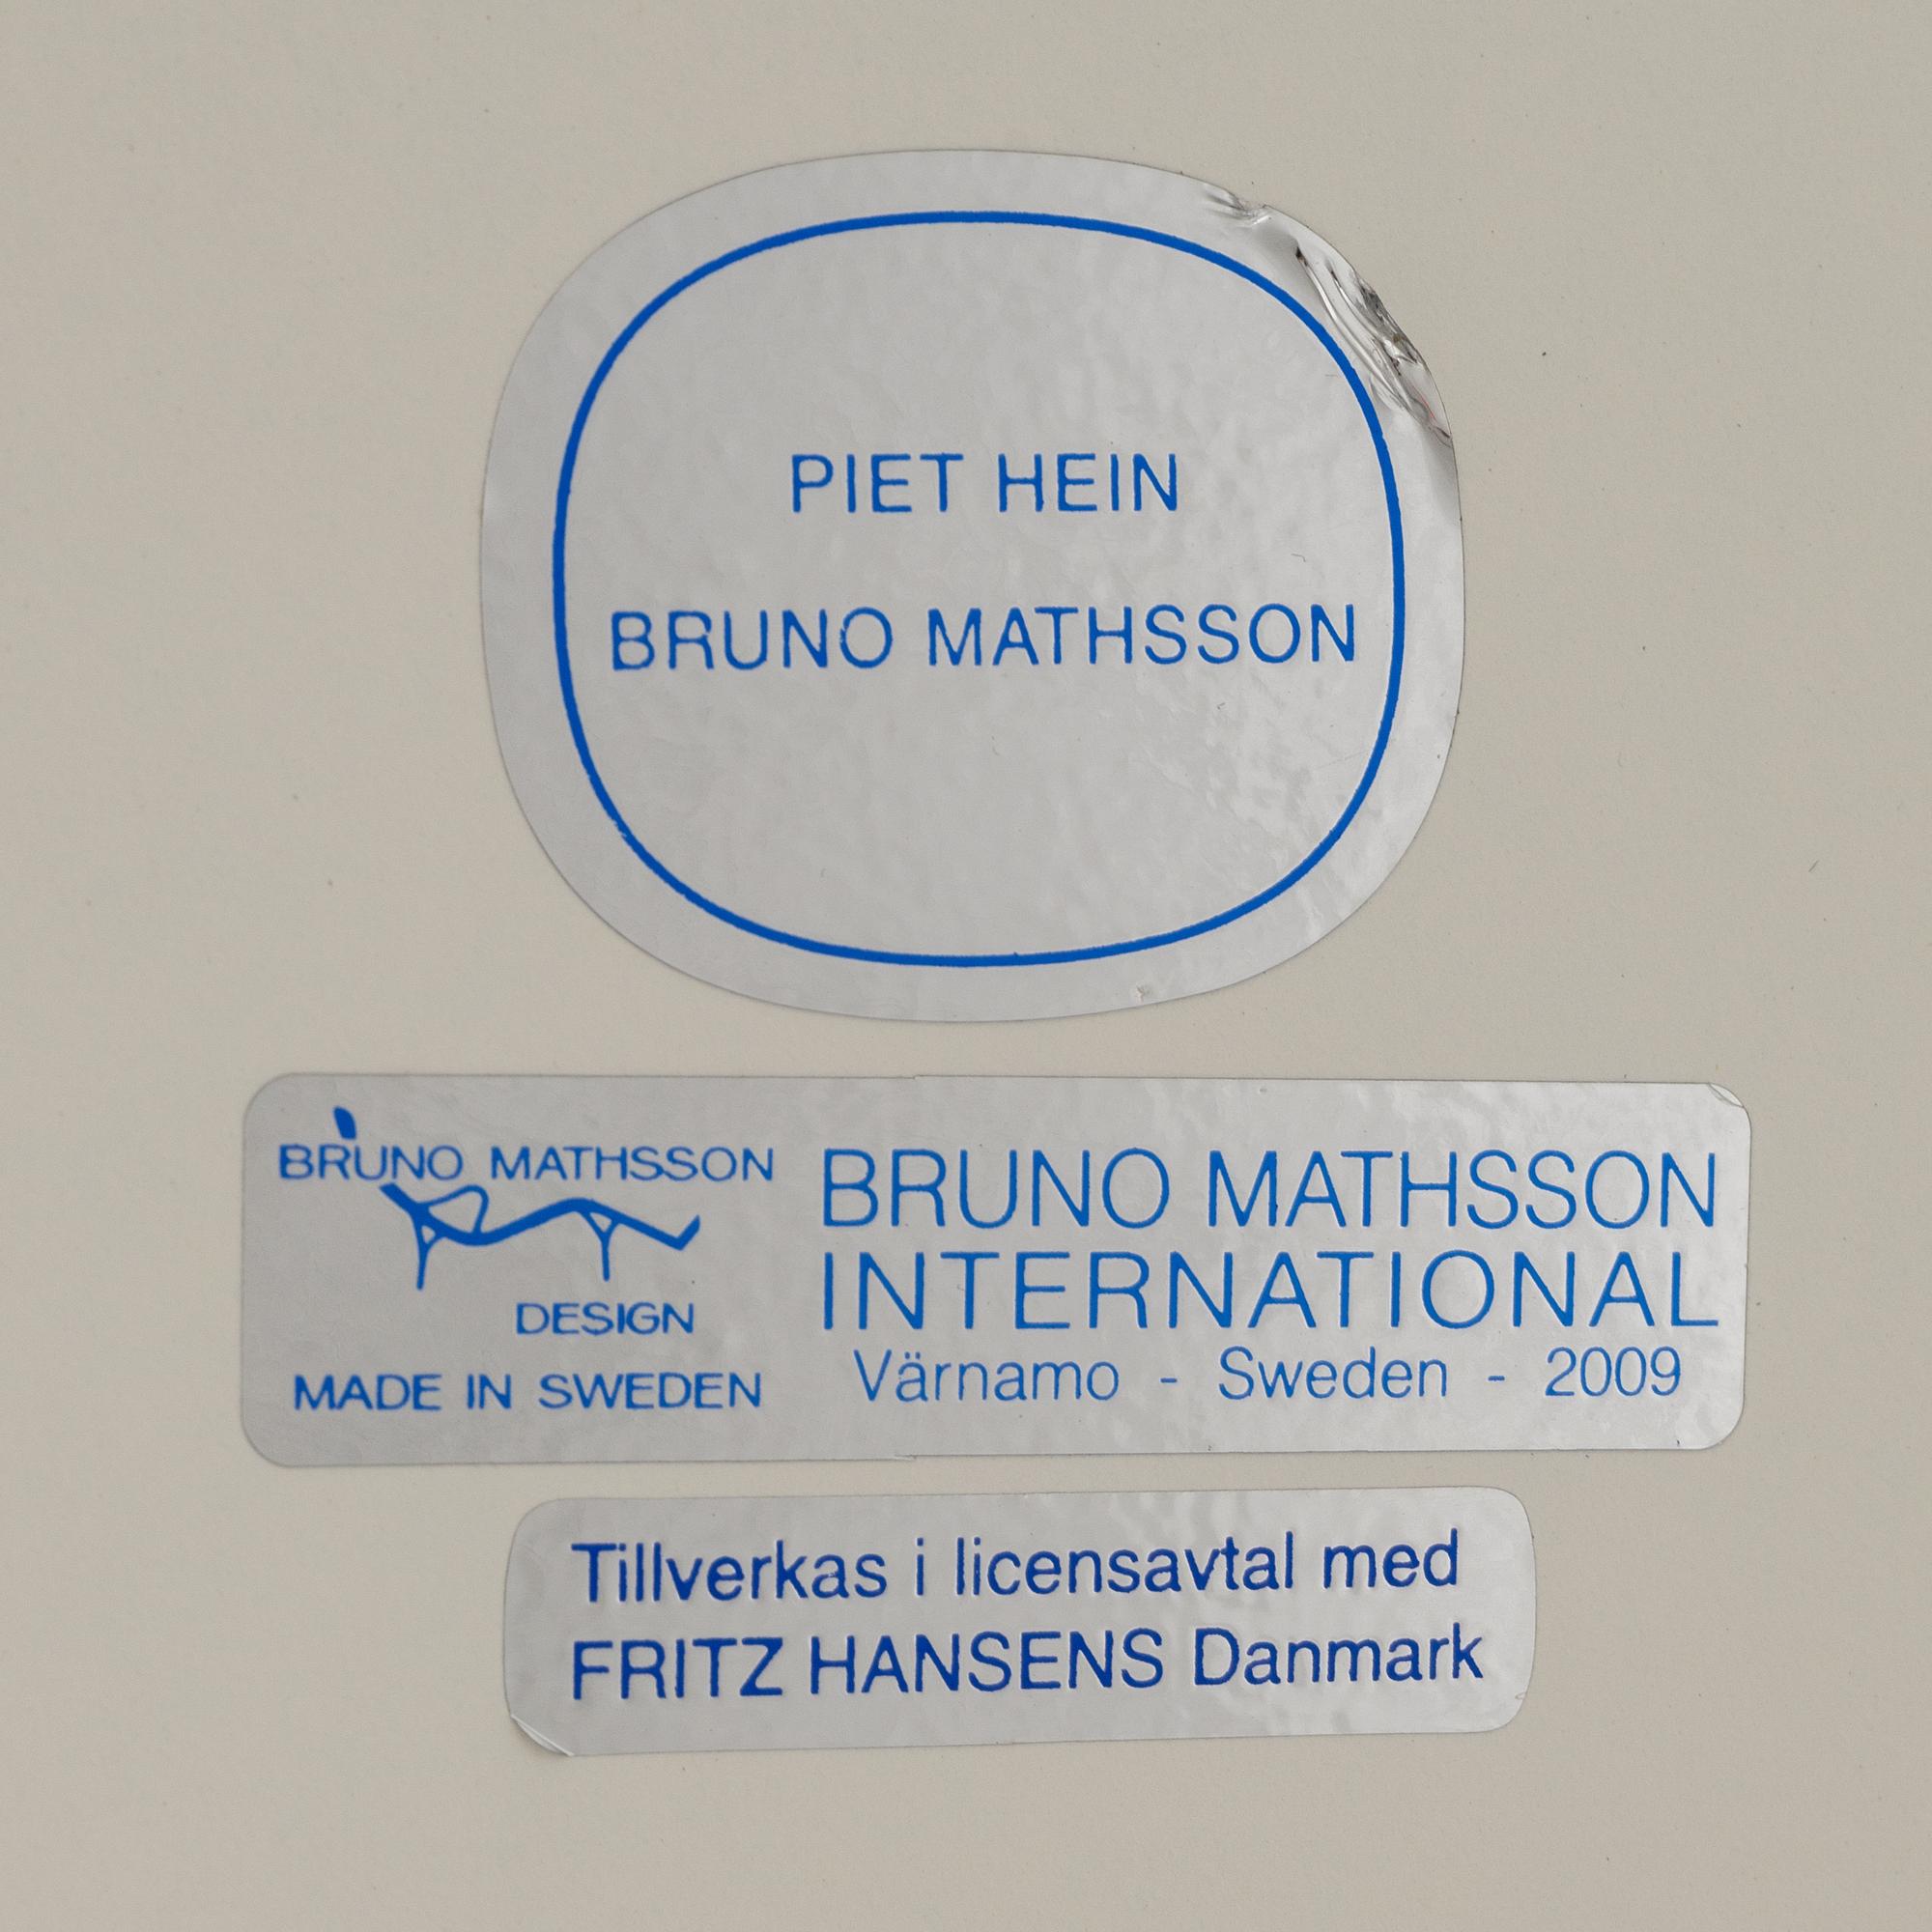 PIET HEIN
BRUNO MATHSSON
BRUNO MATHSSON
DESIGN
MADE IN SWEDEN
BRUNO MATHSSON
INTERNATIONAL
Värnamo - Sweden - 2009
Tillverkas i licensavtal med
FRITZ HANSENS Danmark